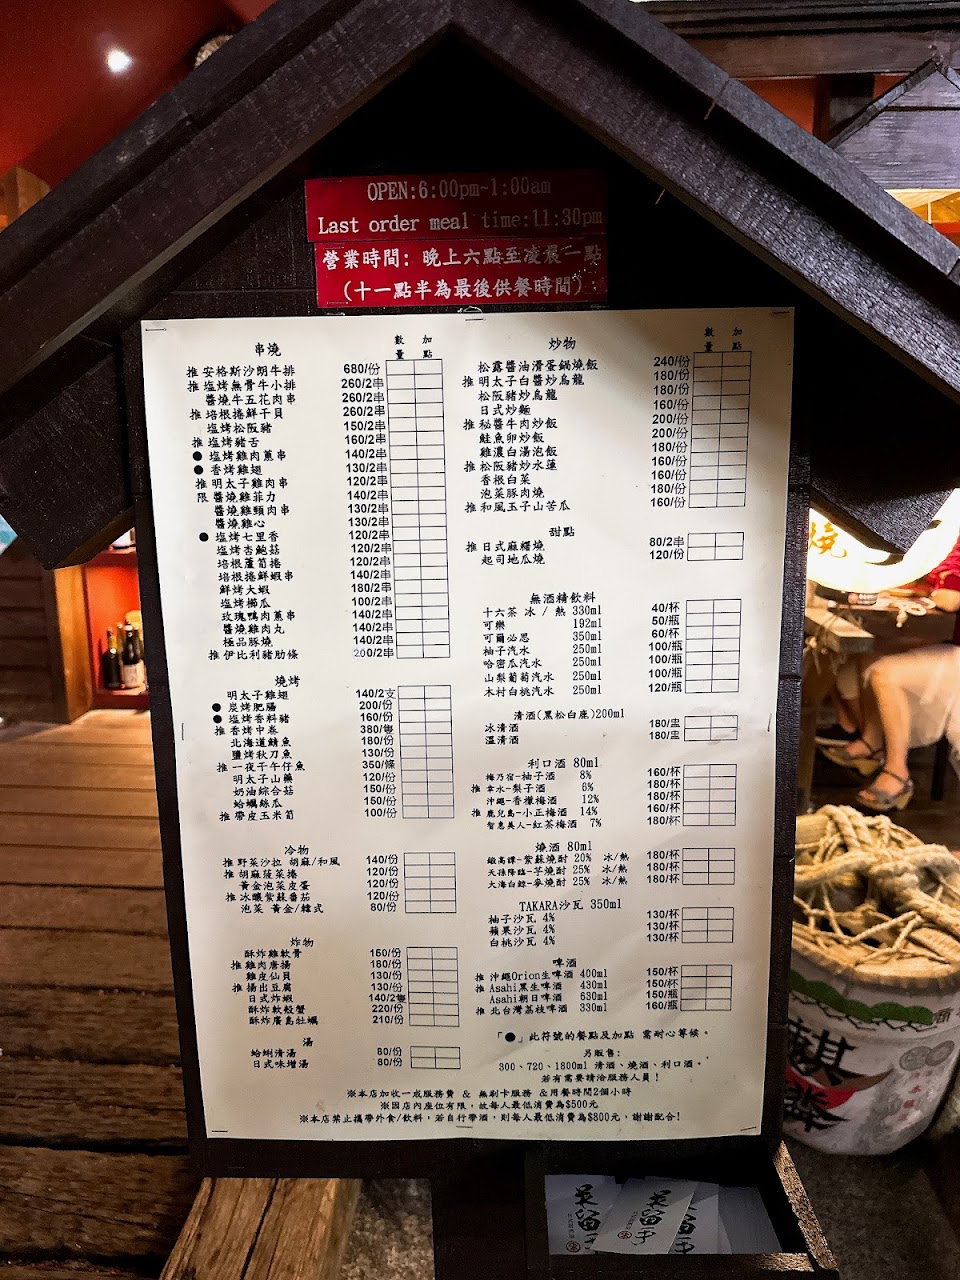 OPEN:6:00pm~1:00am
Last order meal time:11:30pm
營業時間: 晚上六點至凌晨一點
(十一點半為最後供餐時間)
串燒 數量 加點
推 安格斯沙朗牛排 680/份
推 塩烤無骨牛小排 260/2串
醬燒牛五花肉串 260/2串
推 培根捲鮮干貝 260/2串
塩烤松阪豬 150/2串
推 塩烤豬舌 160/2串
● 塩烤雞肉蔥串 140/2串
● 香烤雞翅 130/2串
推 明太子雞肉串 120/2串
限 醬燒雞菲力 140/2串
醬燒雞頸肉串 130/2串
醬燒雞心 130/2串
● 塩烤七里香 120/2串
塩烤杏鮑菇 120/2串
培根蘆筍捲 120/2串
培根捲鮮蝦串 140/2串
鮮烤大蝦 180/2串
塩烤櫛瓜 100/2串
玫瑰鴨肉蔥串 140/2串
醬燒雞肉丸 140/2串
極品豚燒 140/2串
推 伊比利豬肋條 200/2串
燒烤
明太子雞翅 140/2支
● 炭烤肥腸 200/份
● 塩烤香料豬 160/份
推 香烤中卷 380/隻
北海道鯖魚 180/份
鹽烤秋刀魚 130/份
推 一夜干午仔魚 350/條
明太子山藥 120/份
奶油綜合菇 150/份
蛤蠣絲瓜 150/份
推 帶皮玉米筍 100/份
冷物
推 野菜沙拉 胡麻/和風 140/份
推 胡麻菠菜捲 120/份
黃金泡菜皮蛋 120/份
推 冰釀紫蘇番茄 120/份
泡菜 黃金/韓式 80/份
炸物
酥炸雞軟骨 150/份
推 雞肉唐揚 180/份
雞皮仙貝 130/份
推 揚出豆腐 130/份
日式炸蝦 140/2隻
酥炸軟殼蟹 220/份
酥炸廣島牡蠣 210/份
湯
蛤蜊清湯 80/份
日式味增湯 80/份
炒物 數量 加點
松露醬油滑蛋鍋燒飯 240/份
推 明太子白醬炒烏龍 180/份
松阪豬炒烏龍 180/份
日式炒麵 160/份
推 秘醬牛肉炒飯 200/份
鮭魚卵炒飯 200/份
雞濃白湯泡飯 180/份
推 松阪豬炒水蓮 160/份
香根白菜 160/份
泡菜豚肉燒 180/份
推 和風玉子山苦瓜 160/份
甜點
推 日式麻糬燒 80/2串
起司地瓜燒 120/份
無酒精飲料
十六茶 冰 / 熱 330ml 40/杯
可樂 192ml 50/瓶
可爾必思 350ml 60/杯
柚子汽水 250ml 100/瓶
哈密瓜汽水 250ml 100/瓶
山梨葡萄汽水 250ml 100/瓶
木村白桃汽水 250ml 120/瓶
清酒(黑松白鹿)200ml
冰清酒 180/盅
溫清酒 180/盅
利口酒 80ml
梅乃宿-柚子酒 8% 160/杯
推 幸水-梨子酒 6% 180/杯
沖繩-香檬梅酒 12% 180/杯
推 鹿兒島-小正梅酒 14% 160/杯
智惠美人-紅茶梅酒 7% 180/杯
燒酒 80ml
鍛高譚-紫蘇燒酎 20% 冰/熱 180/杯
天孫降臨-芋燒酎 25% 冰/熱 180/杯
大海白鯨-麥燒酎 25% 冰/熱 180/杯
TAKARA沙瓦 350ml
柚子沙瓦 4% 130/杯
蘋果沙瓦 4% 130/杯
白桃沙瓦 4% 130/杯
啤酒
推 沖繩Orion生啤酒 400ml 150/杯
推 Asahi黑生啤酒 430ml 150/杯
Asahi朝日啤酒 630ml 150/瓶
推 北台灣荔枝啤酒 330ml 160/瓶
「●」此符號的餐點及加點 需耐心等候。
另販售:
300、720、1800ml 清酒、燒酒、利口酒。
若有需要請洽服務人員!
※本店加收一成服務費 & 無刷卡服務 &用餐時間2個小時
※因店內座位有限,故每人最低消費為$500元
※本店禁止攜帶外食/飲料,若自行帶酒,則每人最低消費為$800元,謝謝配合!
燒